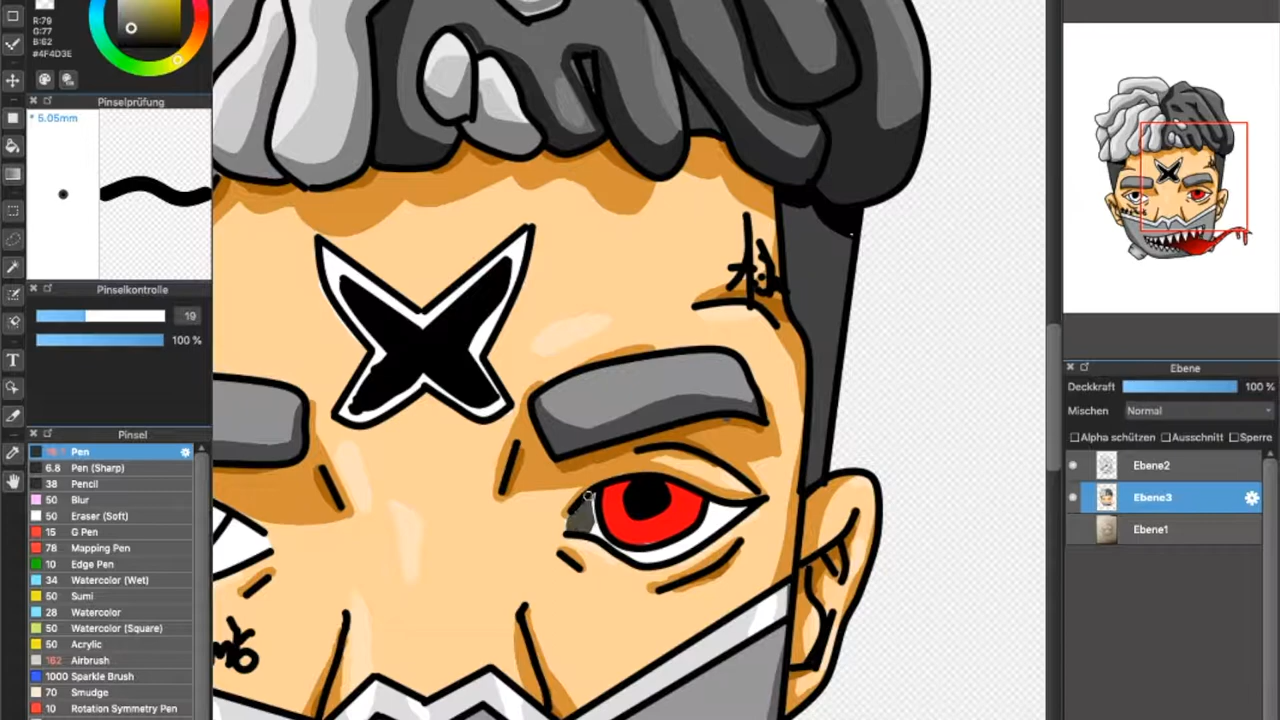 R:79
G:77
B:62
#4F4D3E
Pinselprüfung
* 5.05mm
Pinselkontrolle
19
100 %
Pinsel
Pen
6.8 Pen (Sharp)
38 Pencil
50 Blur
50 Eraser (Soft)
15 G Pen
78 Mapping Pen
10 Edge Pen
34 Watercolor (Wet)
50 Sumi
28 Watercolor
50 Watercolor (Square)
50 Acrylic
162 Airbrush
1000 Sparkle Brush
70 Smudge
10 Rotation Symmetry Pen
Ebene
Deckkraft 100 %
Mischen Normal
Alpha schützen Ausschnitt Sperre
Ebene2
Ebene3
Ebene1